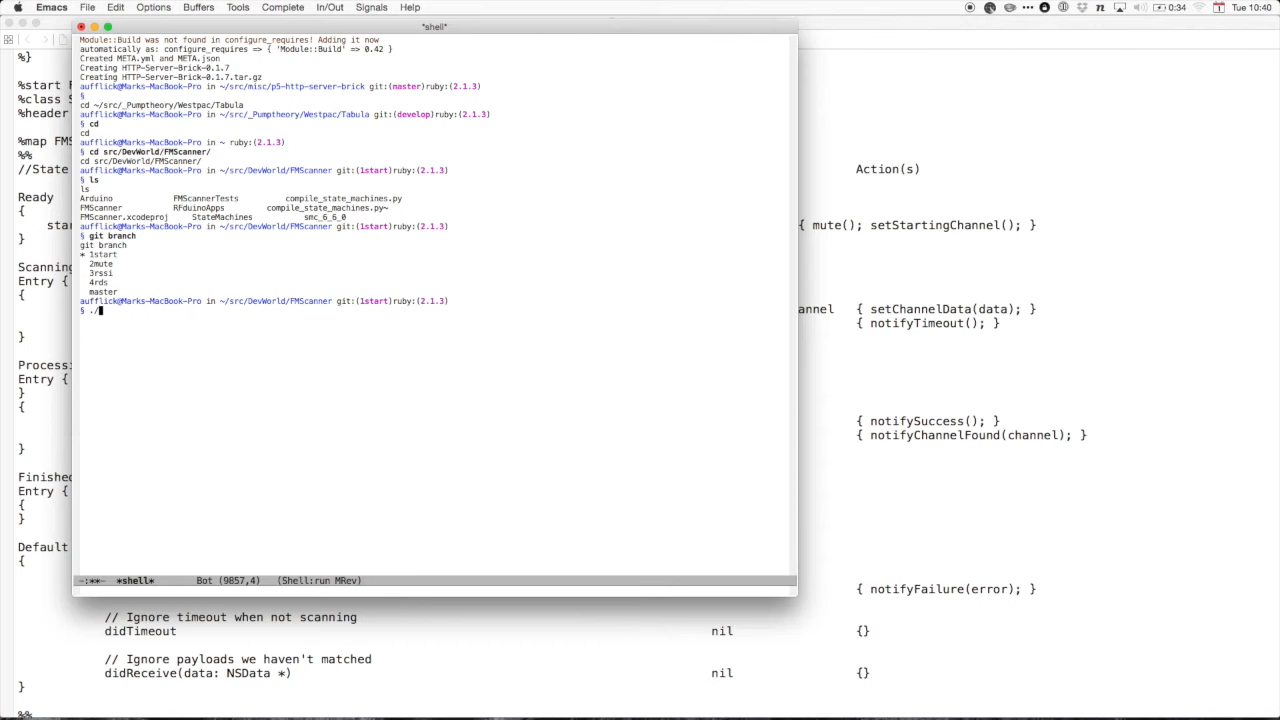 Emacs File Edit Options Buffers Tools Complete In/Out Signals Help 0:34 Tue 10:40
*shell*
Module::Build was not found in configure_requires! Adding it now
automatically as: configure_requires => { 'Module::Build' => 0.42 }
Created META.yml and META.json
Creating HTTP-Server-Brick-0.1.7
Creating HTTP-Server-Brick-0.1.7.tar.gz
aufflick@Marks-MacBook-Pro in ~/src/misc/p5-http-server-brick git:(master)ruby:(2.1.3)
§
cd ~/src/_Pumptheory/Westpac/Tabula
aufflick@Marks-MacBook-Pro in ~/src/_Pumptheory/Westpac/Tabula git:(develop)ruby:(2.1.3)
§ cd
cd
aufflick@Marks-MacBook-Pro in ~ ruby:(2.1.3)
§ cd src/DevWorld/FMScanner/
cd src/DevWorld/FMScanner/
aufflick@Marks-MacBook-Pro in ~/src/DevWorld/FMScanner git:(1start)ruby:(2.1.3)
§ ls
ls
Arduino FMScannerTests compile_state_machines.py
FMScanner RFduinoApps compile_state_machines.py~
FMScanner.xcodeproj StateMachines smc_6_6_0
aufflick@Marks-MacBook-Pro in ~/src/DevWorld/FMScanner git:(1start)ruby:(2.1.3)
§ git branch
git branch
* 1start
2mute
3rssi
4rds
master
aufflick@Marks-MacBook-Pro in ~/src/DevWorld/FMScanner git:(1start)ruby:(2.1.3)
§ ./
-:**- *shell* Bot (9857,4) (Shell:run MRev)
%}
%start
%class
%header
%map FMS
%%
//State Action(s)
Ready
{
star { mute(); setStartingChannel(); }
}
Scanning
Entry {
{ annel { setChannelData(data); }
{ notifyTimeout(); }
}
Processi
Entry {
}
{
{ notifySuccess(); }
{ notifyChannelFound(channel); }
}
Finished
Entry {
{
}
Default
{
{ notifyFailure(error); }
// Ignore timeout when not scanning
didTimeout nil {}
// Ignore payloads we haven't matched
didReceive(data: NSData *) nil {}
}
%%